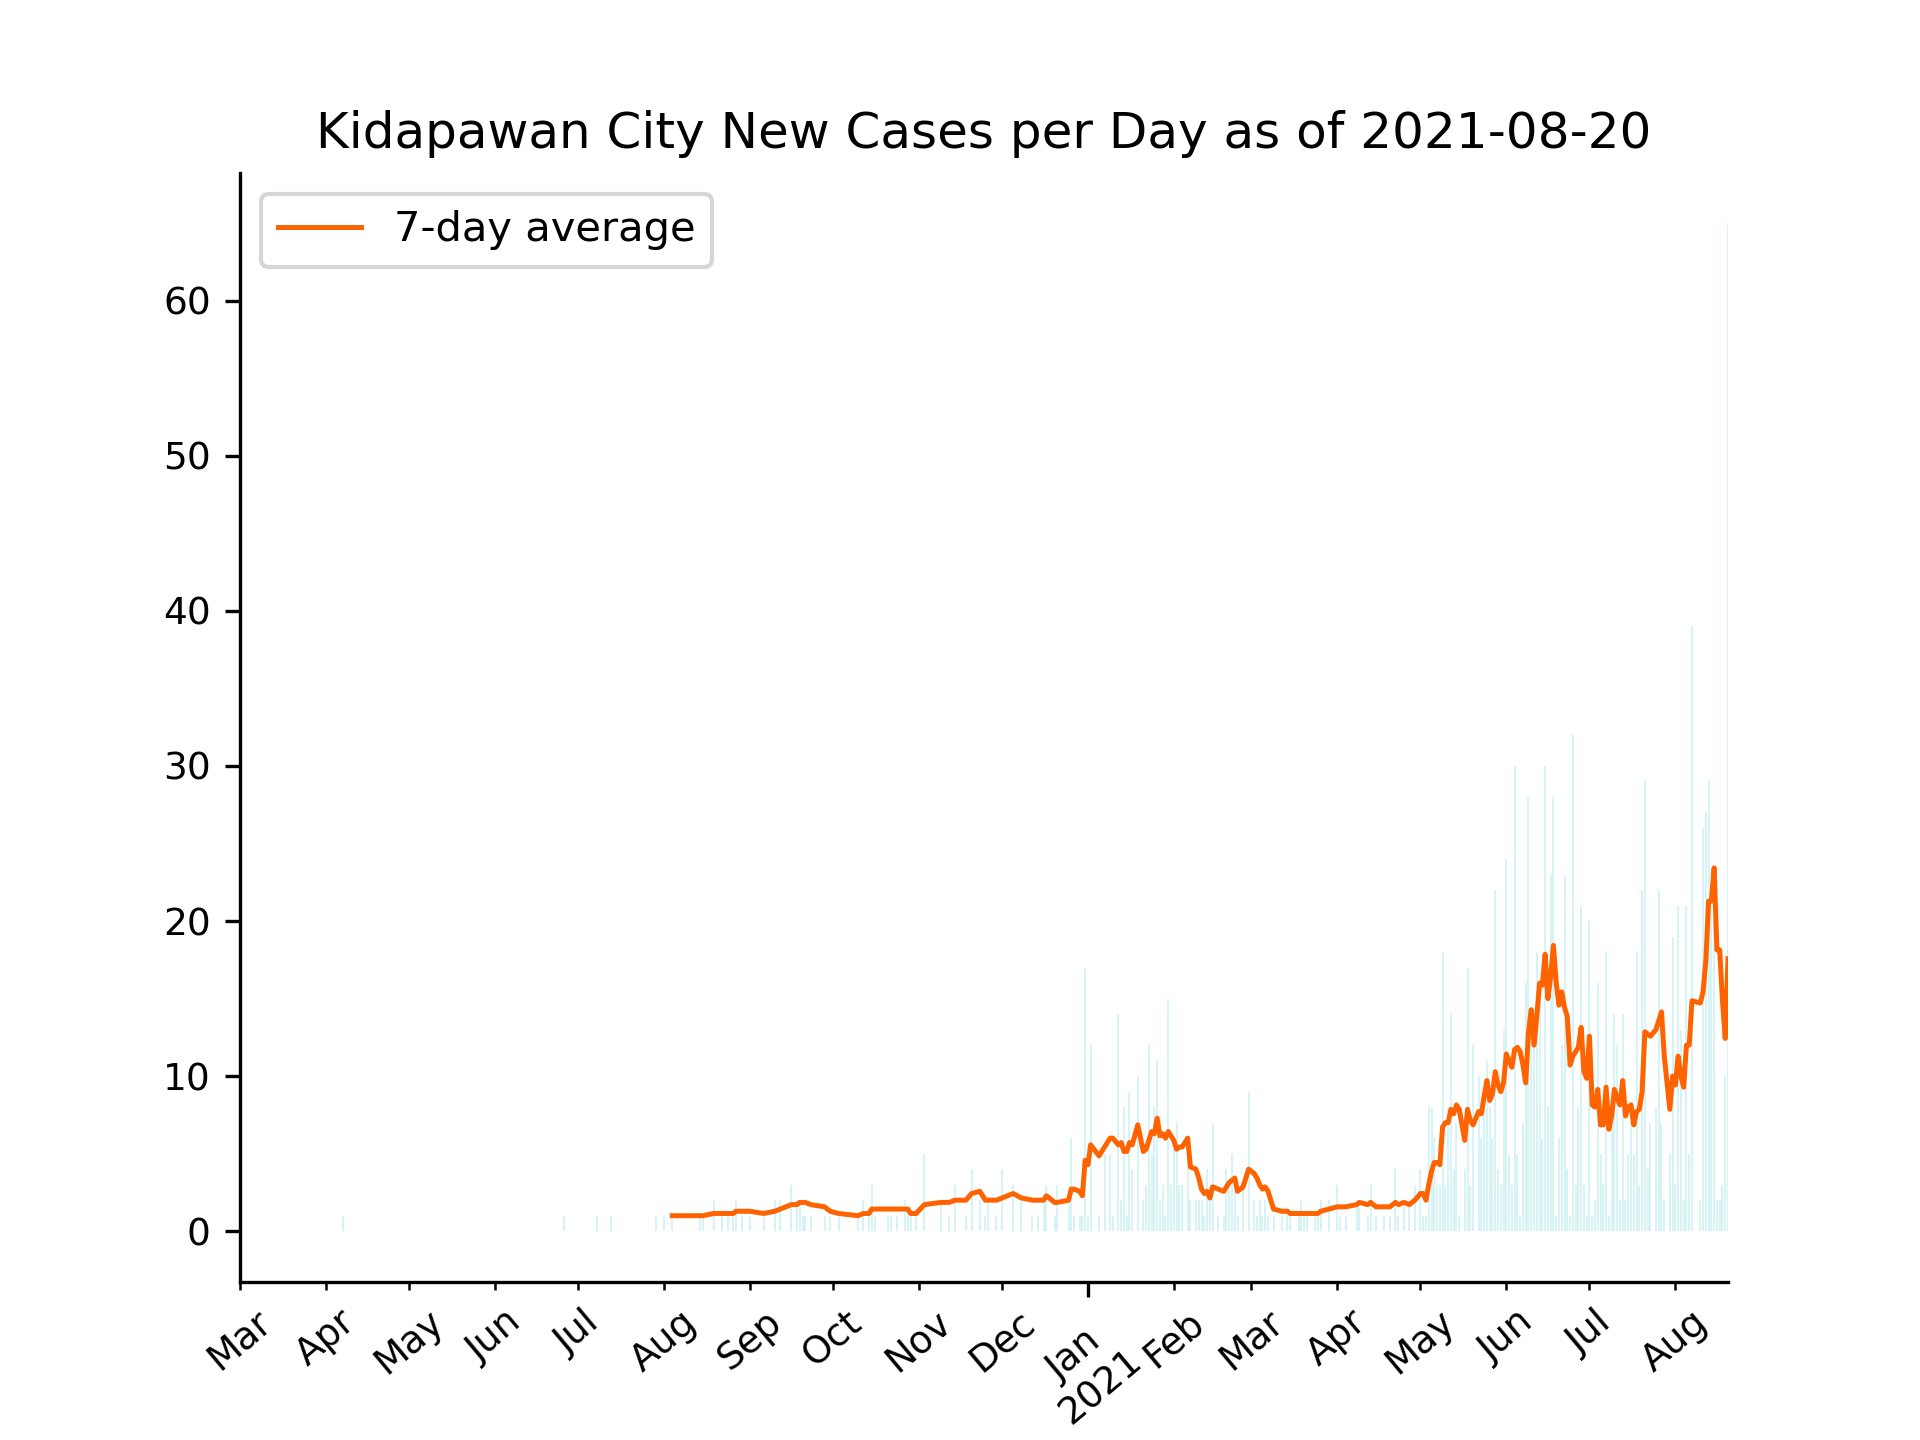 Kidapawan City New Cases per Day as of 2021-08-20
7-day average
60
50
40
30
20
10
0
Mar Apr May Jun Jul Aug Sep Oct Nov Dec Jan Feb Mar Apr May Jun Jul Aug
2021